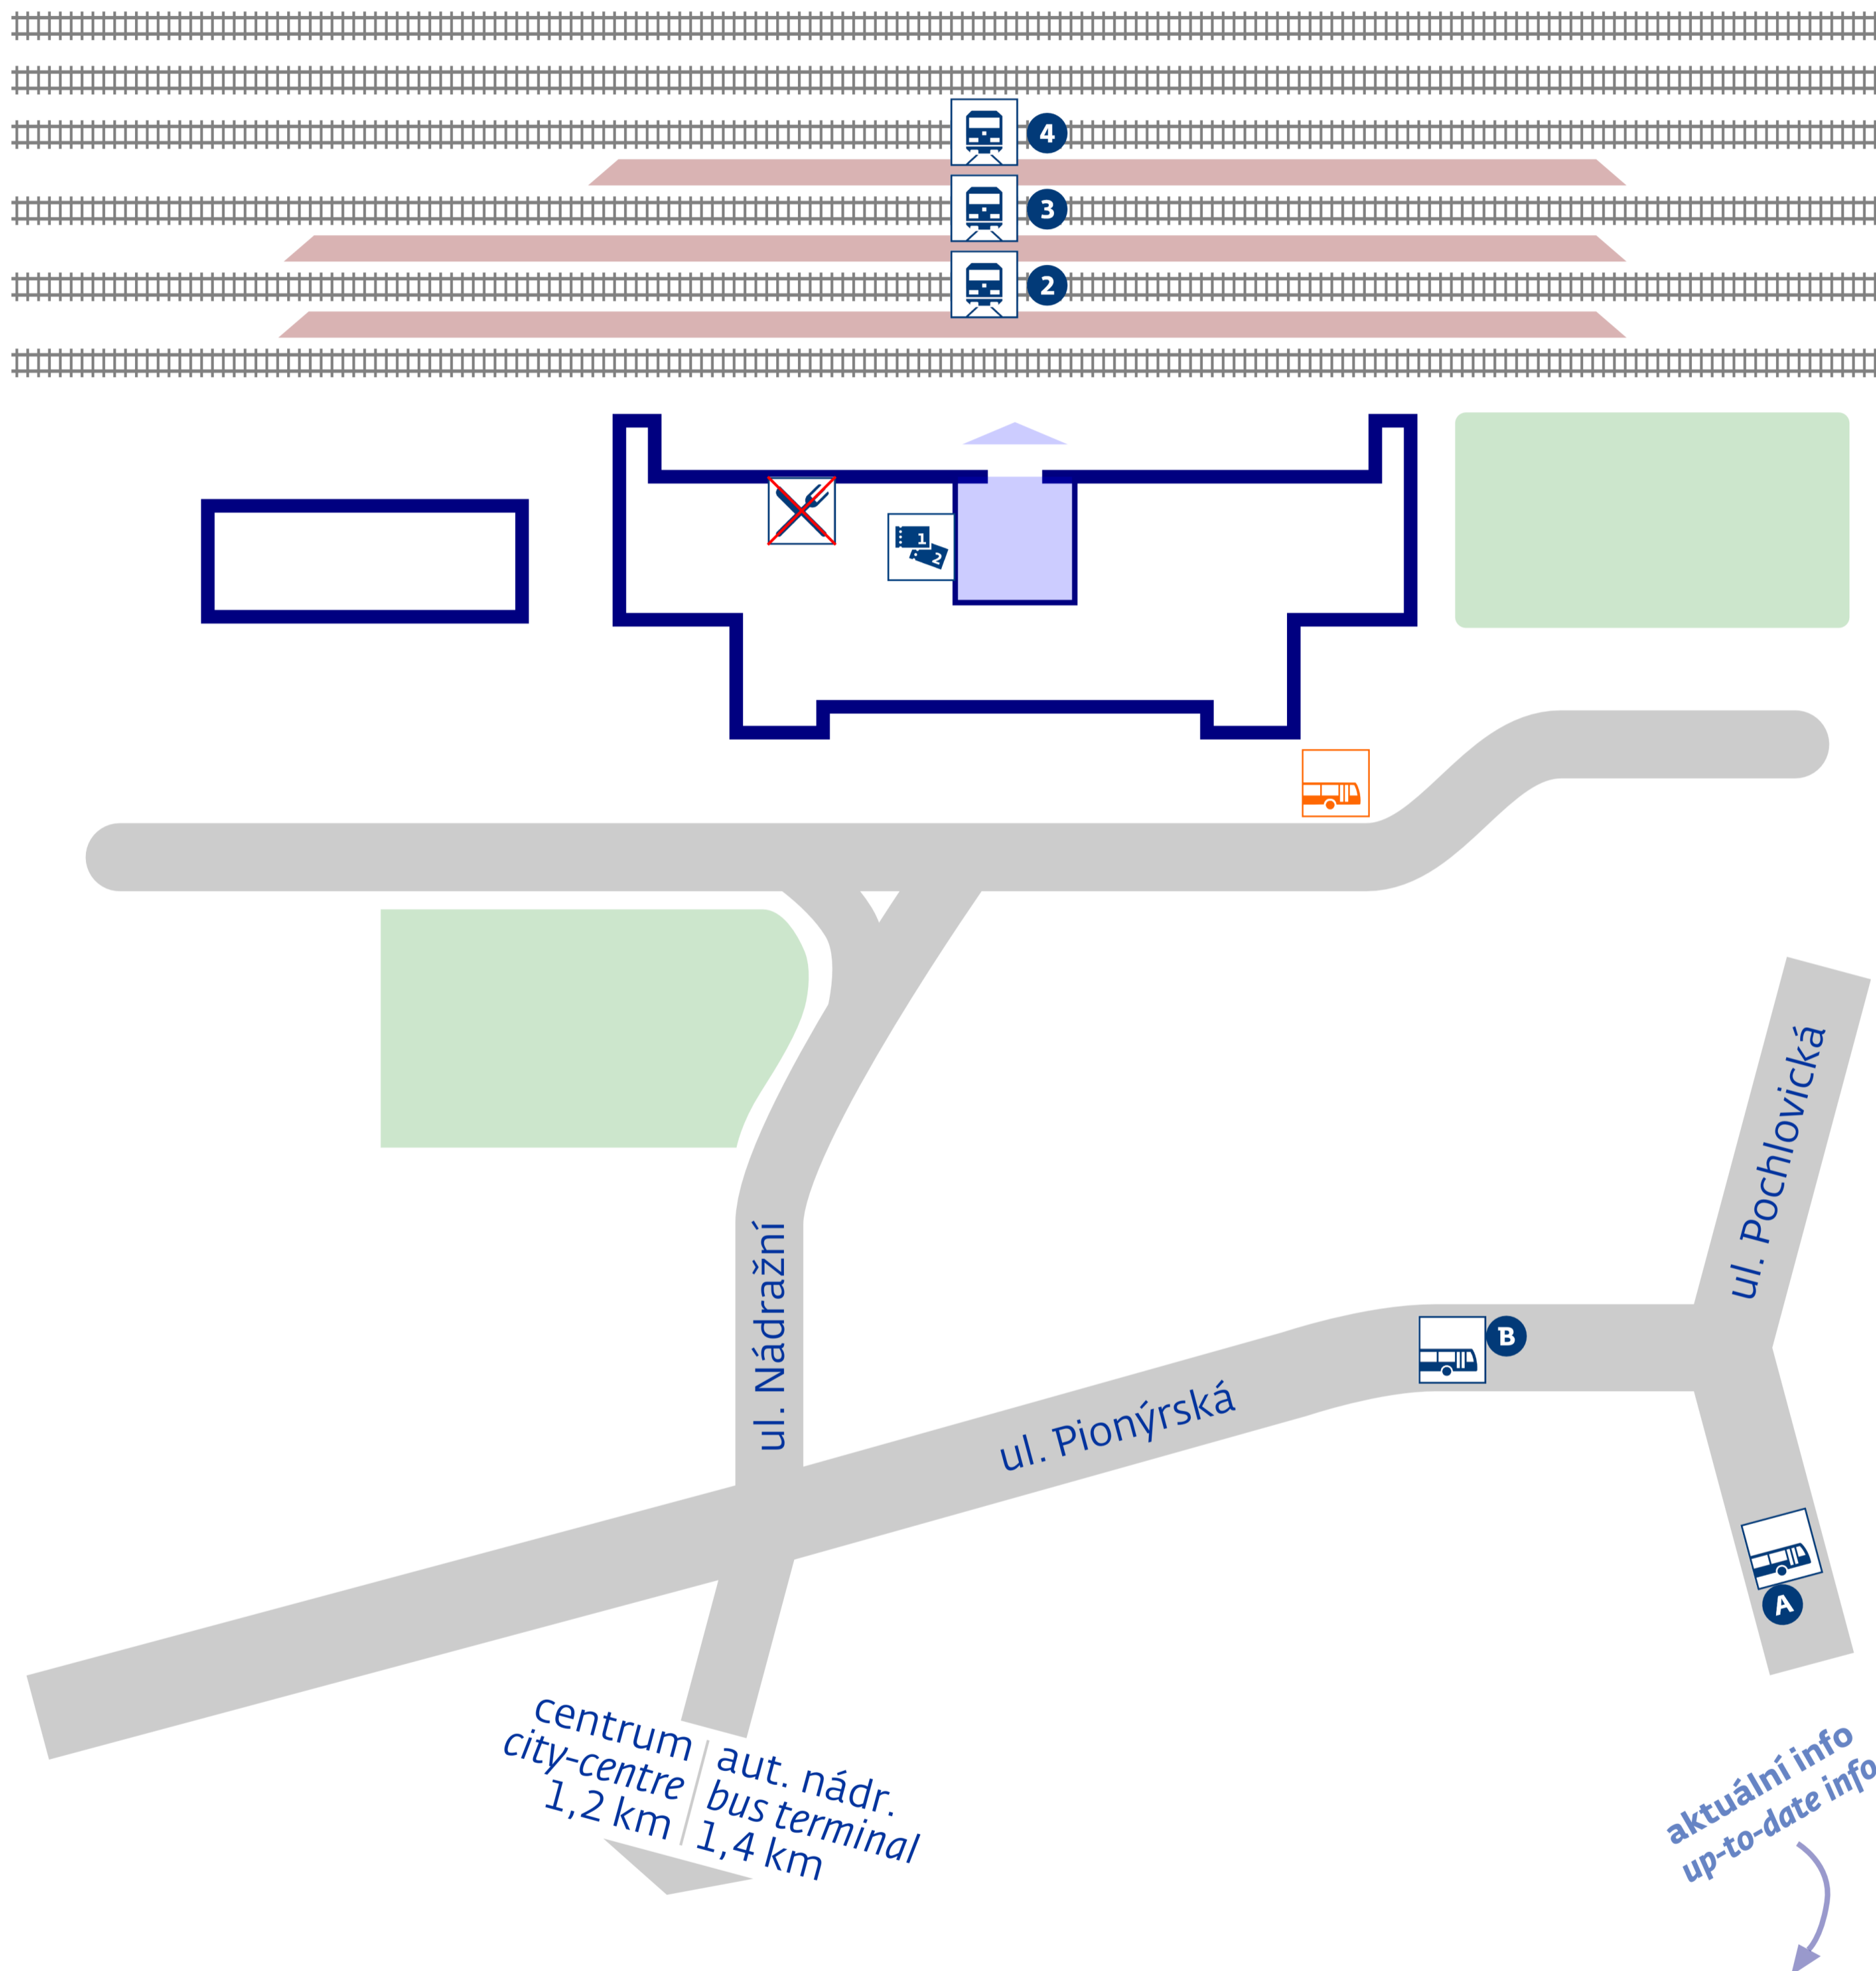 4
3
2
1
2
ul. Pochlovická
ul. Nádražní
B
ul. Pionýrská
A
centrum
city-centre
1,2 km
aut. nádr.
bus terminal
1,4 km
aktuální info
up-to-date info